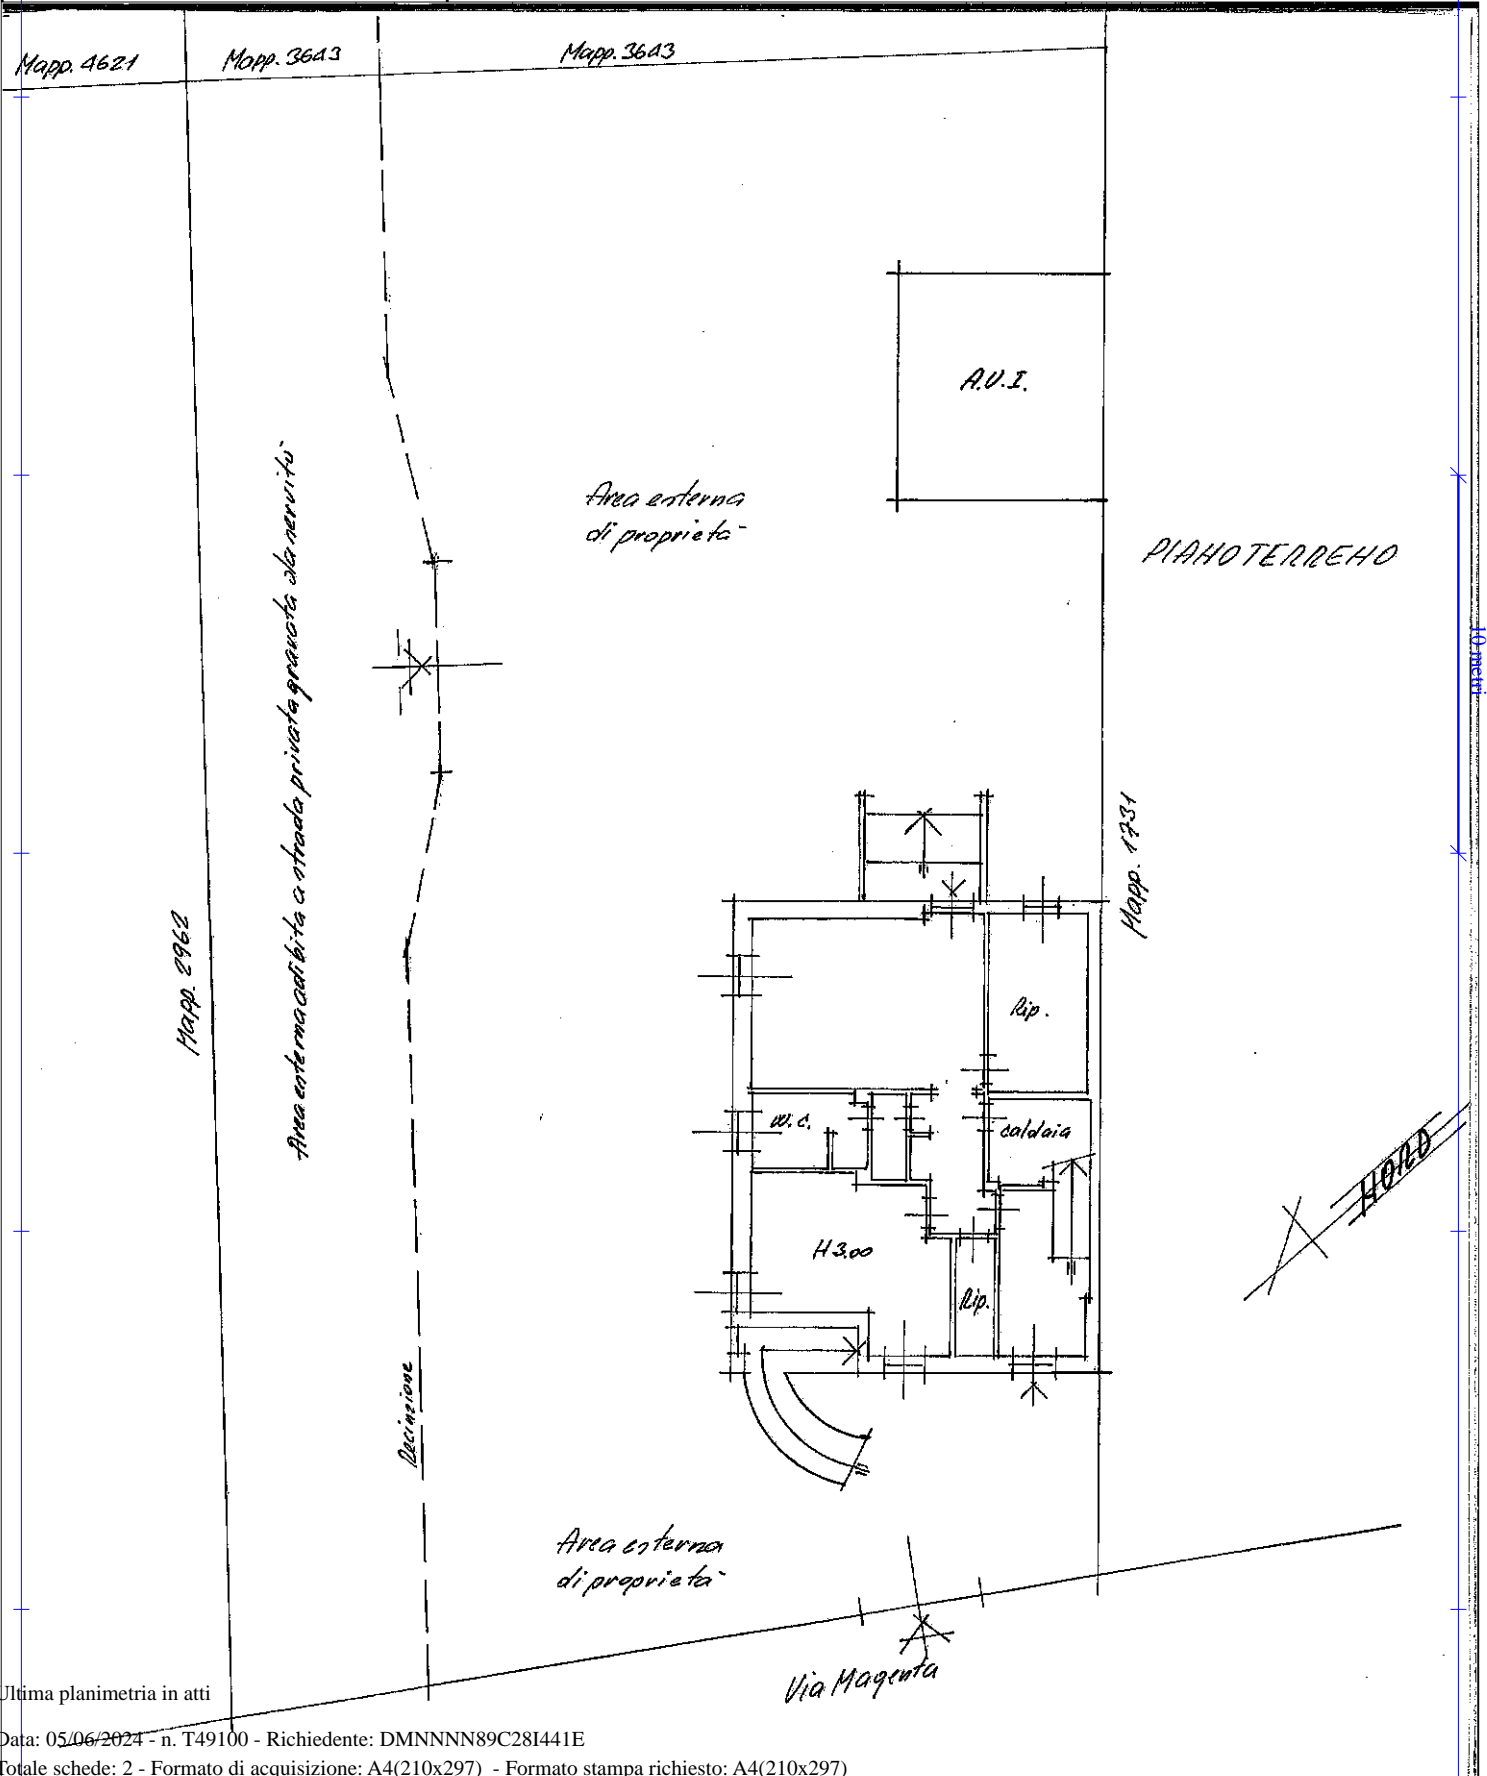 Mapp. 4621
Mapp. 3643
Mapp. 3643
A.U.I.
Area esterna
di proprietà
PIANO TERRENO
10 metri
Area esterna adibita a strada privata gravata da servitù
Mapp. 1731
Mapp. 2962
Rip.
W.C.
caldaia
NORD
H 3.00
Rip.
Recinzione
Area esterna
di proprietà
Via Magenta
Ultima planimetria in atti
Data: 05/06/2024 - n. T49100 - Richiedente: DMNNNN89C28I441E
Totale schede: 2 - Formato di acquisizione: A4(210x297) - Formato stampa richiesto: A4(210x297)